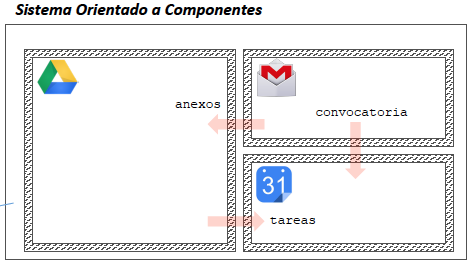 Sistema Orientado a Componentes
anexos
convocatoria
31
tareas